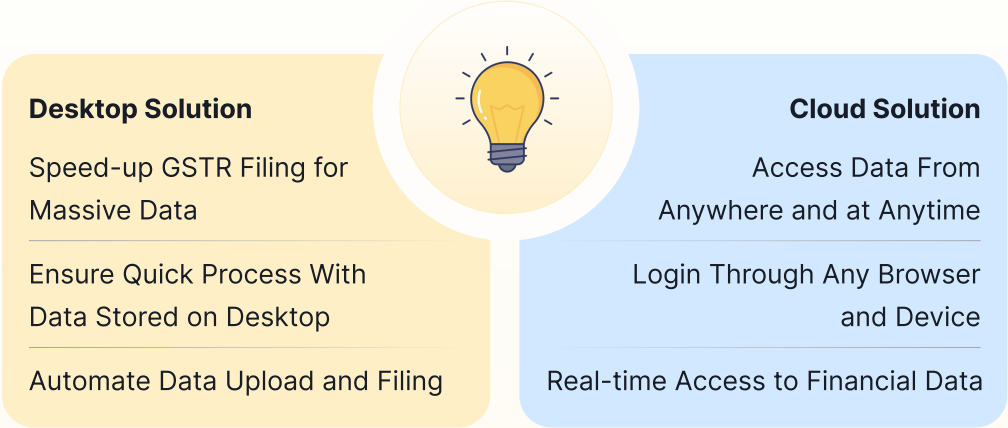 Desktop Solution
Speed-up GSTR Filing for
Massive Data
Ensure Quick Process With
Data Stored on Desktop
Automate Data Upload and Filing
Cloud Solution
Access Data From
Anywhere and at Anytime
Login Through Any Browser
and Device
Real-time Access to Financial Data